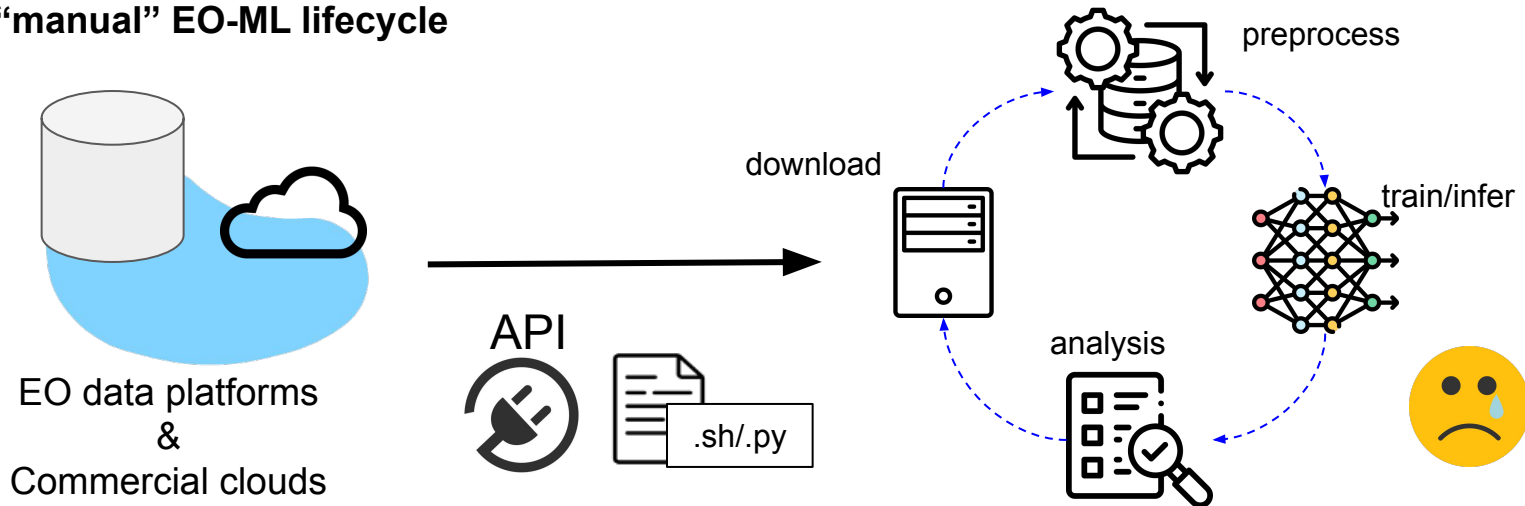 “manual” EO-ML lifecycle
preprocess
download
train/infer
API
analysis
.sh/.py
EO data platforms
&
Commercial clouds